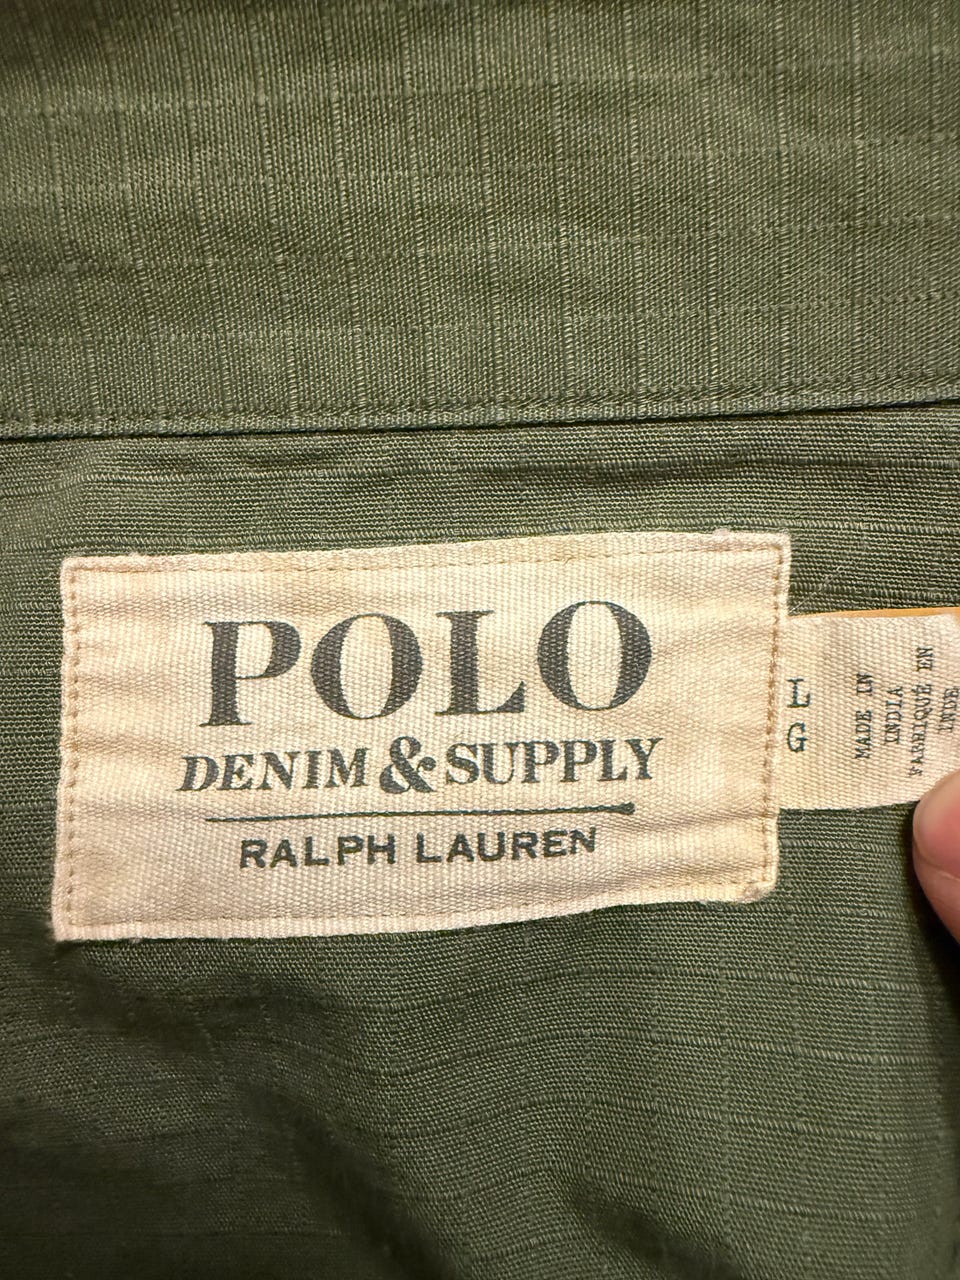 POLO
DENIM & SUPPLY
RALPH LAUREN
L
G
MADE IN
INDIA
FABRIQUÉ EN
INDE